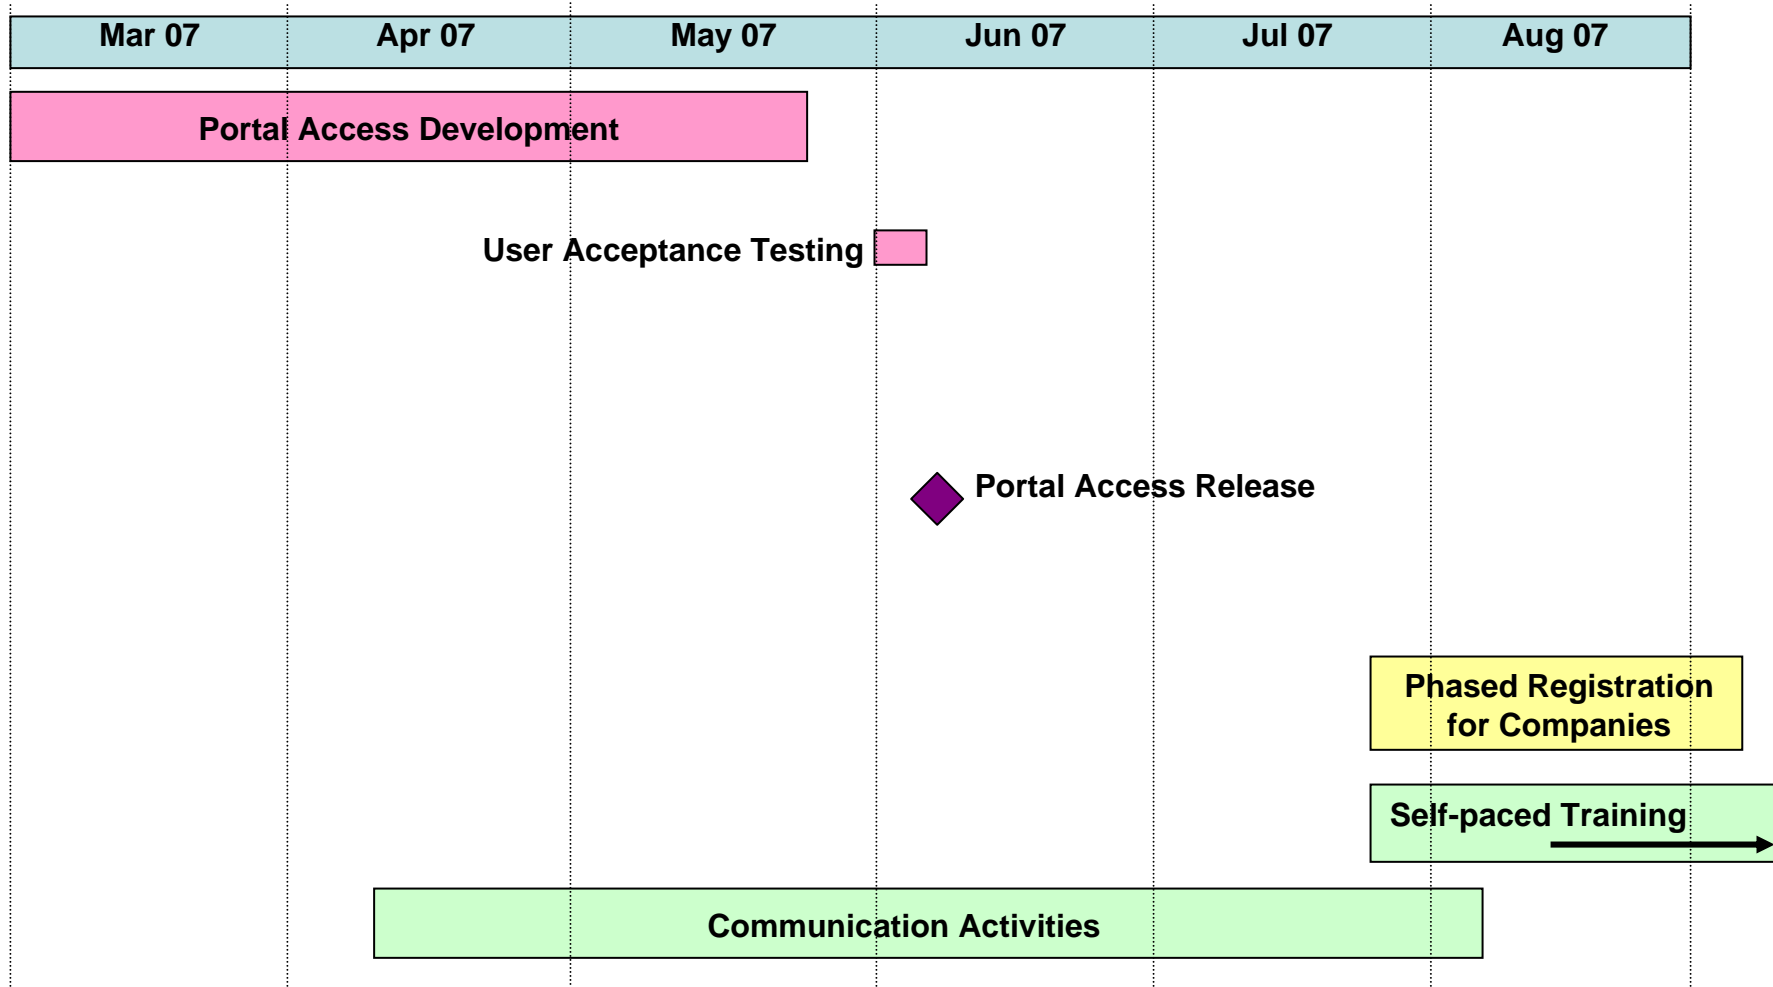 Mar 07 Apr 07 May 07 Jun 07 Jul 07 Aug 07
Portal Access Development
User Acceptance Testing
Portal Access Release
Phased Registration
for Companies
Self-paced Training
Communication Activities